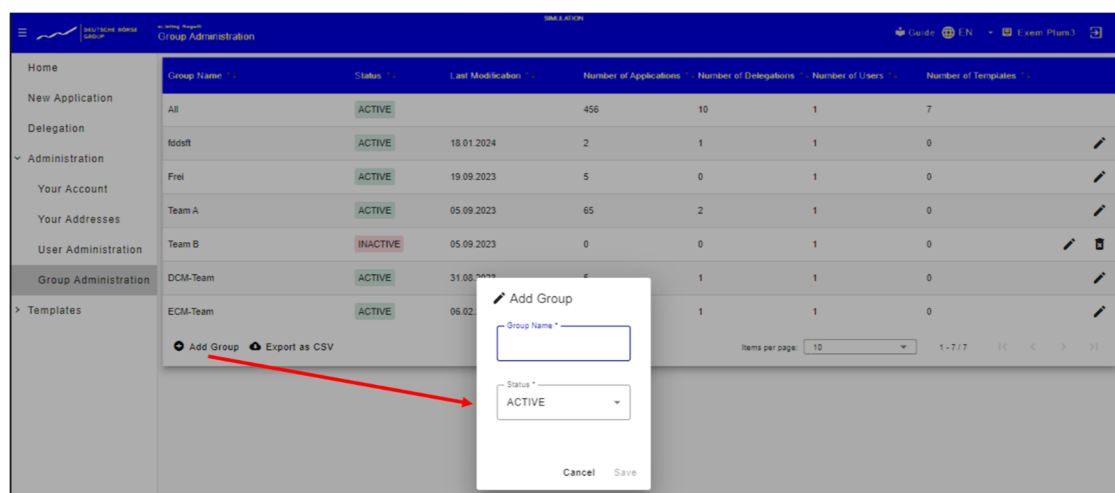 SIMULATION
DEUTSCHE BÖRSE
GROUP
Group Administration
Guide EN Exem Plum3
Home
New Application
Delegation
Administration
Your Account
Your Addresses
User Administration
Group Administration
Templates
Group Name Status Last Modification Number of Applications Number of Delegations Number of Users Number of Templates
All ACTIVE 456 10 1 7
fddsft ACTIVE 18.01.2024 2 1 1 0
Frei ACTIVE 19.09.2023 5 0 1 0
Team A ACTIVE 05.09.2023 65 2 1 0
Team B INACTIVE 05.09.2023 0 0 1 0
DCM-Team ACTIVE 31.08.2023 5 1 1 0
ECM-Team ACTIVE 06.02. 1 1 0
Add Group Export as CSV Items per page: 10 1 - 7 / 7
Add Group
Group Name *
Status *
ACTIVE
Cancel Save